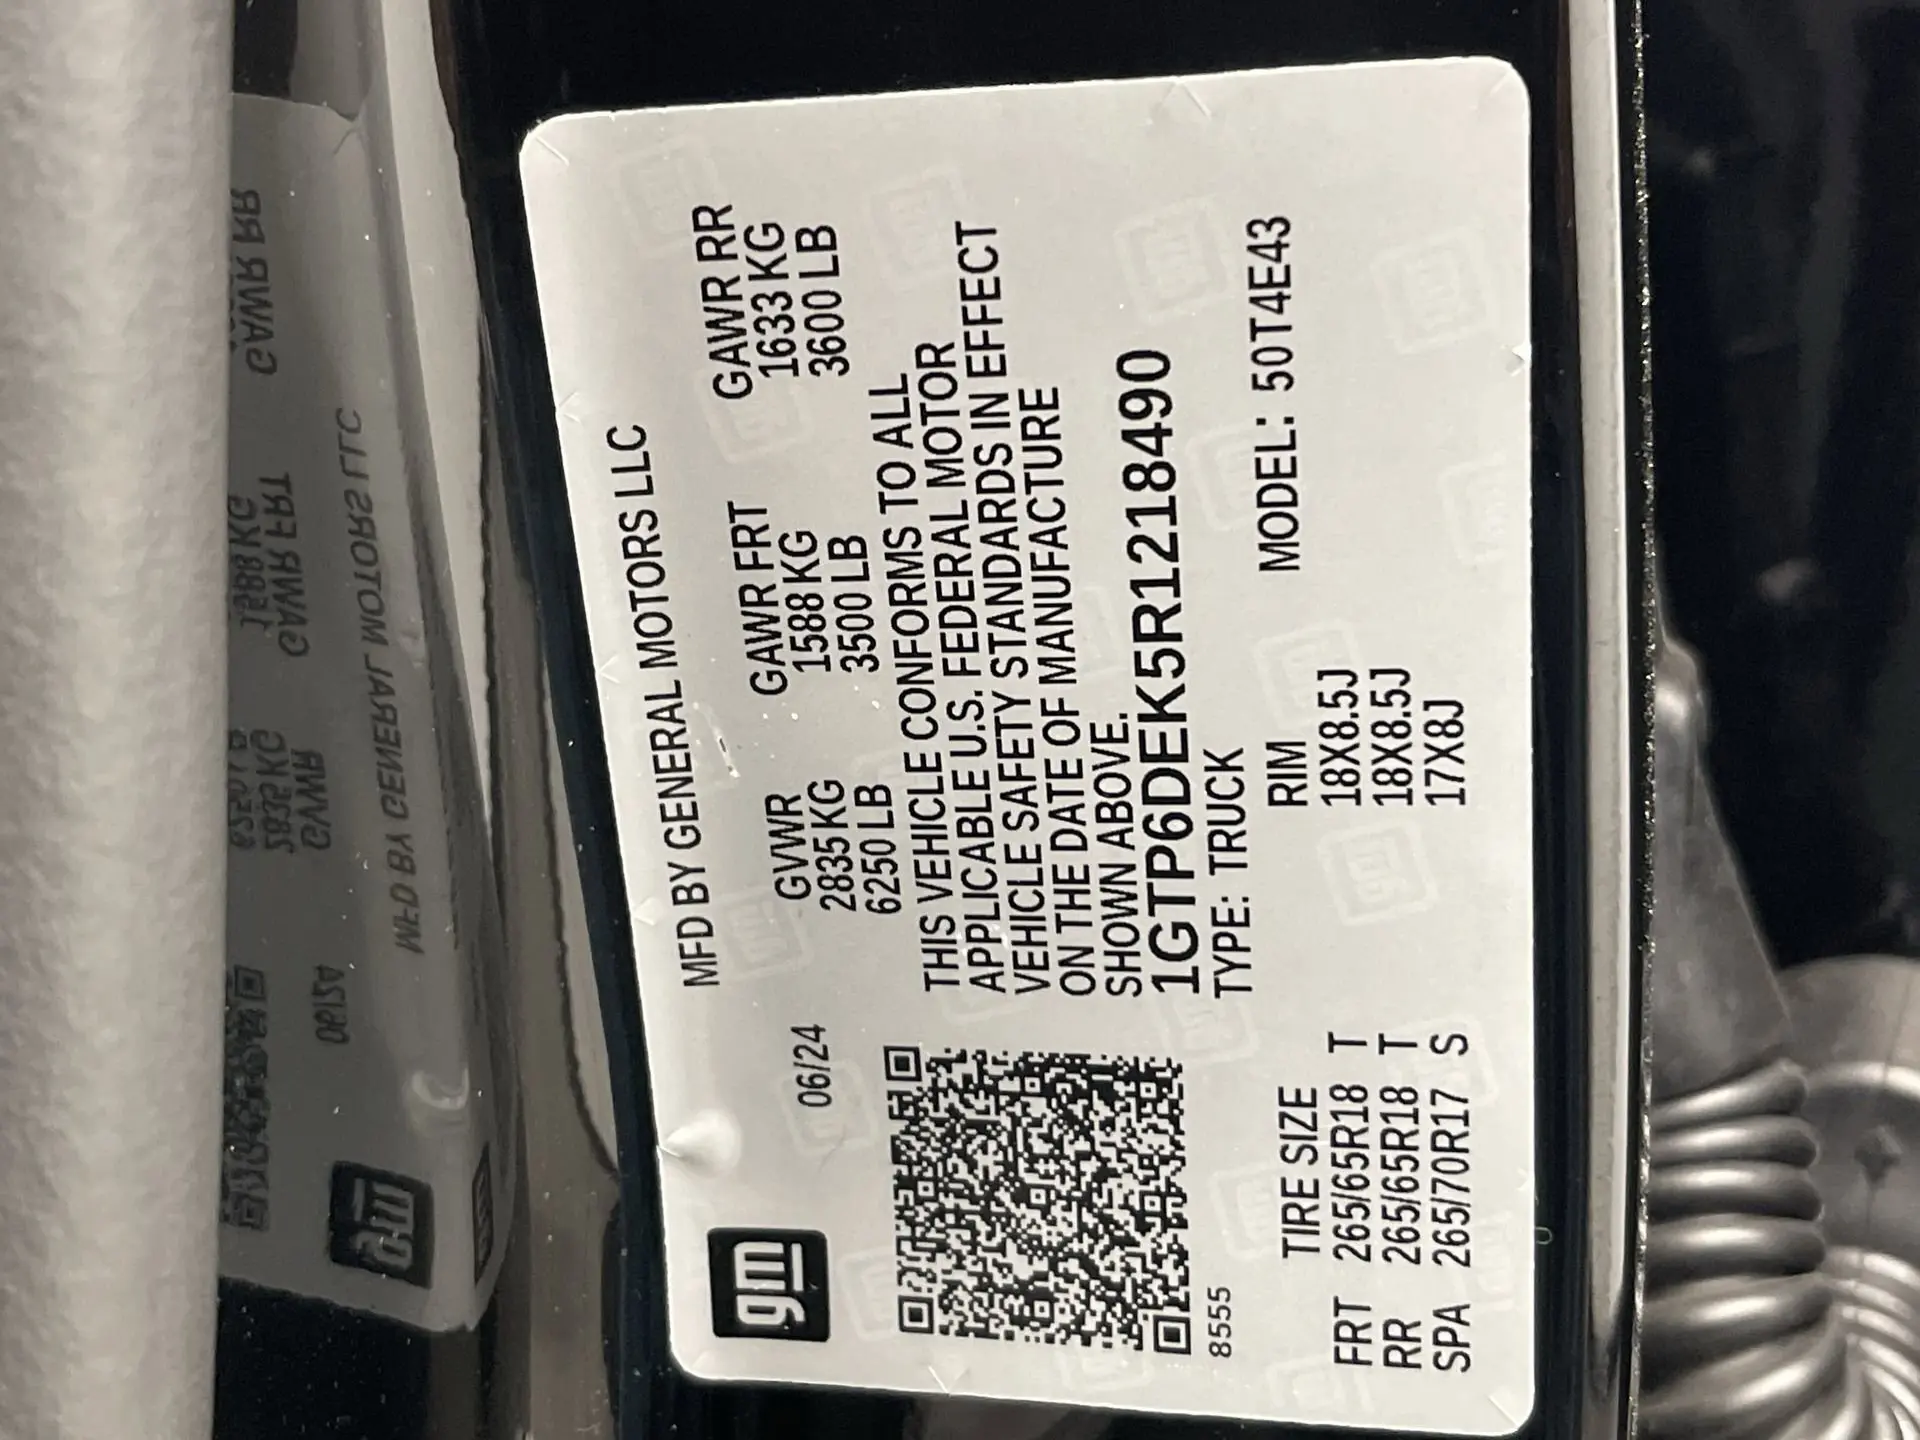 gm
MFD BY GENERAL MOTORS LLC
06/24
GVWR GAWR FRT GAWR RR
2835 KG 1588 KG 1633 KG
6250 LB 3500 LB 3600 LB
THIS VEHICLE CONFORMS TO ALL
APPLICABLE U.S. FEDERAL MOTOR
VEHICLE SAFETY STANDARDS IN EFFECT
ON THE DATE OF MANUFACTURE
SHOWN ABOVE.
1GTP6DEK5R1218490
TYPE: TRUCK
8555
MODEL: 50T4E43
TIRE SIZE RIM
FRT 265/65R18 T 18X8.5J
RR 265/65R18 T 18X8.5J
SPA 265/70R17 S 17X8J